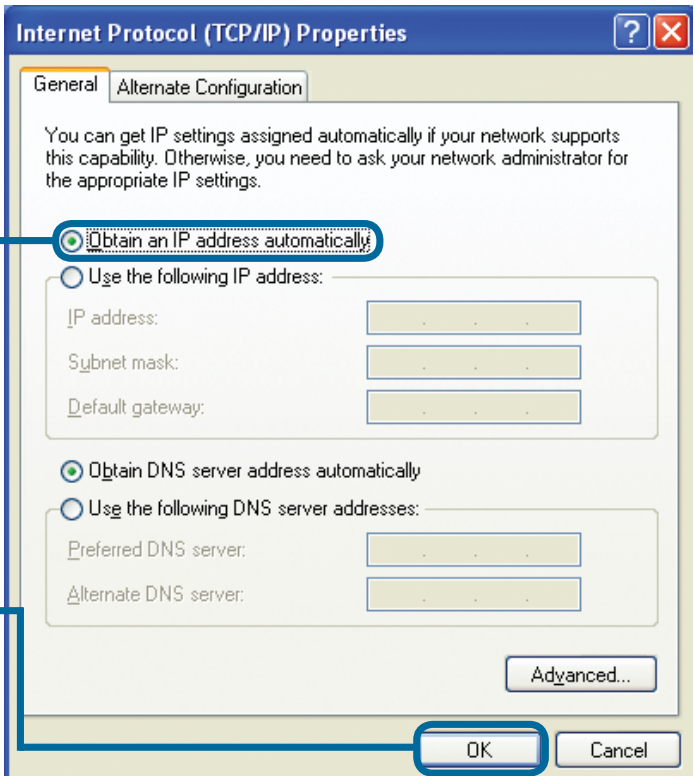 Internet Protocol (TCP/IP) Properties
General
Alternate Configuration
You can get IP settings assigned automatically if your network supports
this capability. Otherwise, you need to ask your network administrator for
the appropriate IP settings.
Obtain an IP address automatically
Use the following IP address:
IP address:
Subnet mask:
Default gateway:
Obtain DNS server address automatically
Use the following DNS server addresses:
Preferred DNS server:
Alternate DNS server:
Advanced...
OK
Cancel